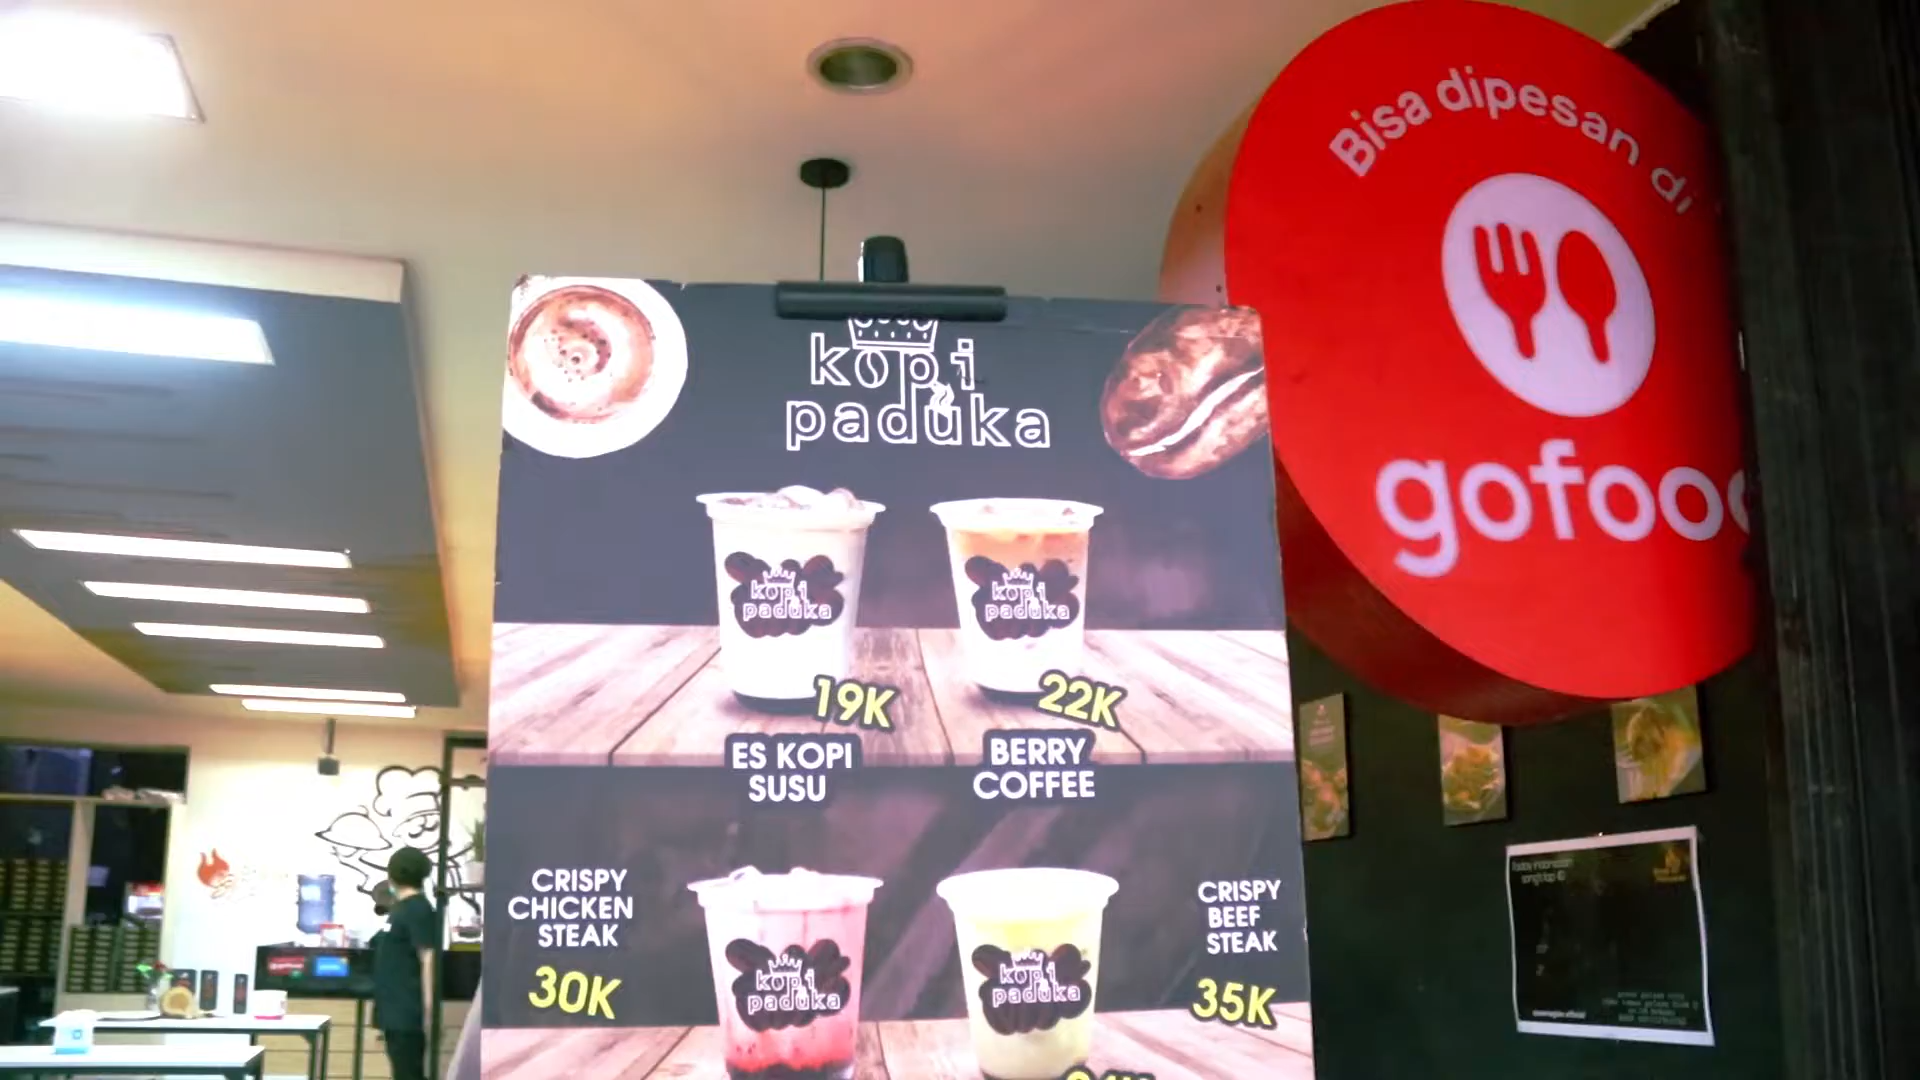 Bisa dipesan di
gofood
kopi
paduka
kopi
paduka
kopi
paduka
19K
22K
ES KOPI
SUSU
BERRY
COFFEE
CRISPY
CHICKEN
STEAK
30K
kopi
paduka
kopi
paduka
CRISPY
BEEF
STEAK
35K